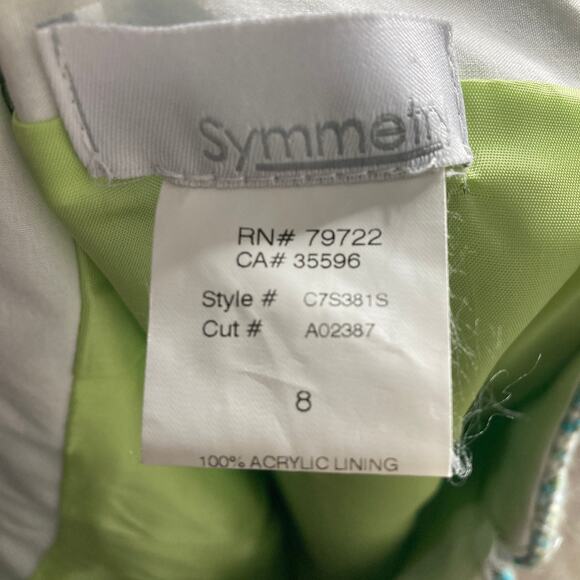 Symmetry
RN# 79722
CA# 35596
Style # C7S381S
Cut # A02387
8
100% ACRYLIC LINING